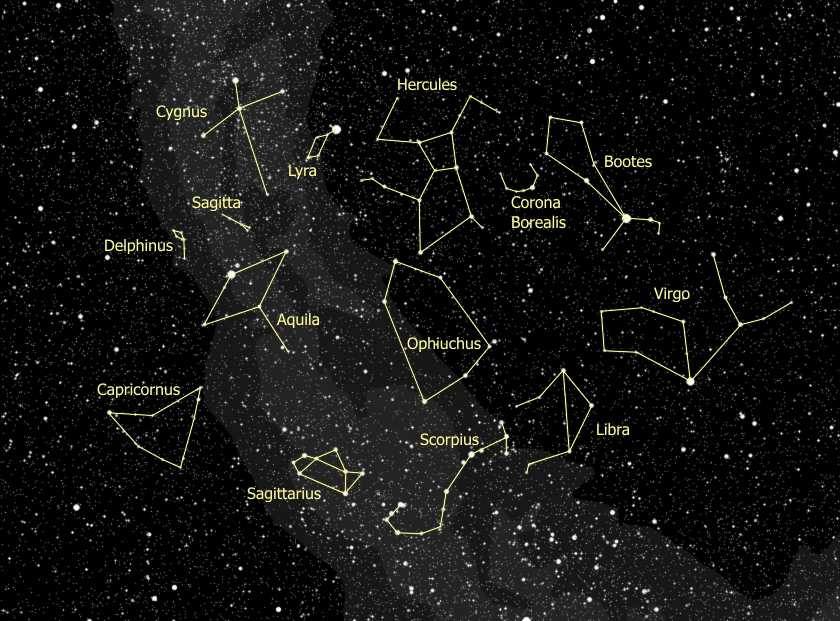 Hercules
Cygnus
Bootes
Lyra
Sagitta
Corona
Borealis
Delphinus
Virgo
Aquila
Ophiuchus
Capricornus
Libra
Scorpius
Sagittarius